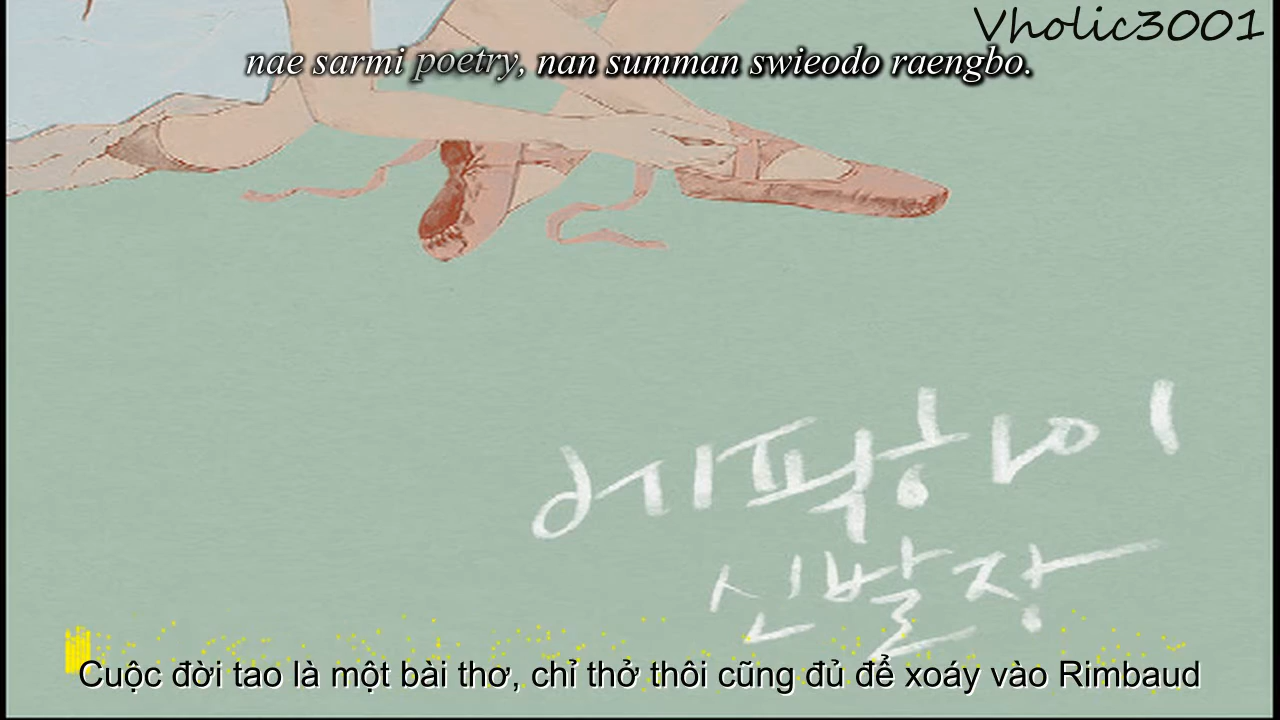 Vholic3001
nae sarmi poetry, nan summan swieodo raengbo.
에픽하이
신발장
Cuộc đời tao là một bài thơ, chỉ thở thôi cũng đủ để xoáy vào Rimbaud